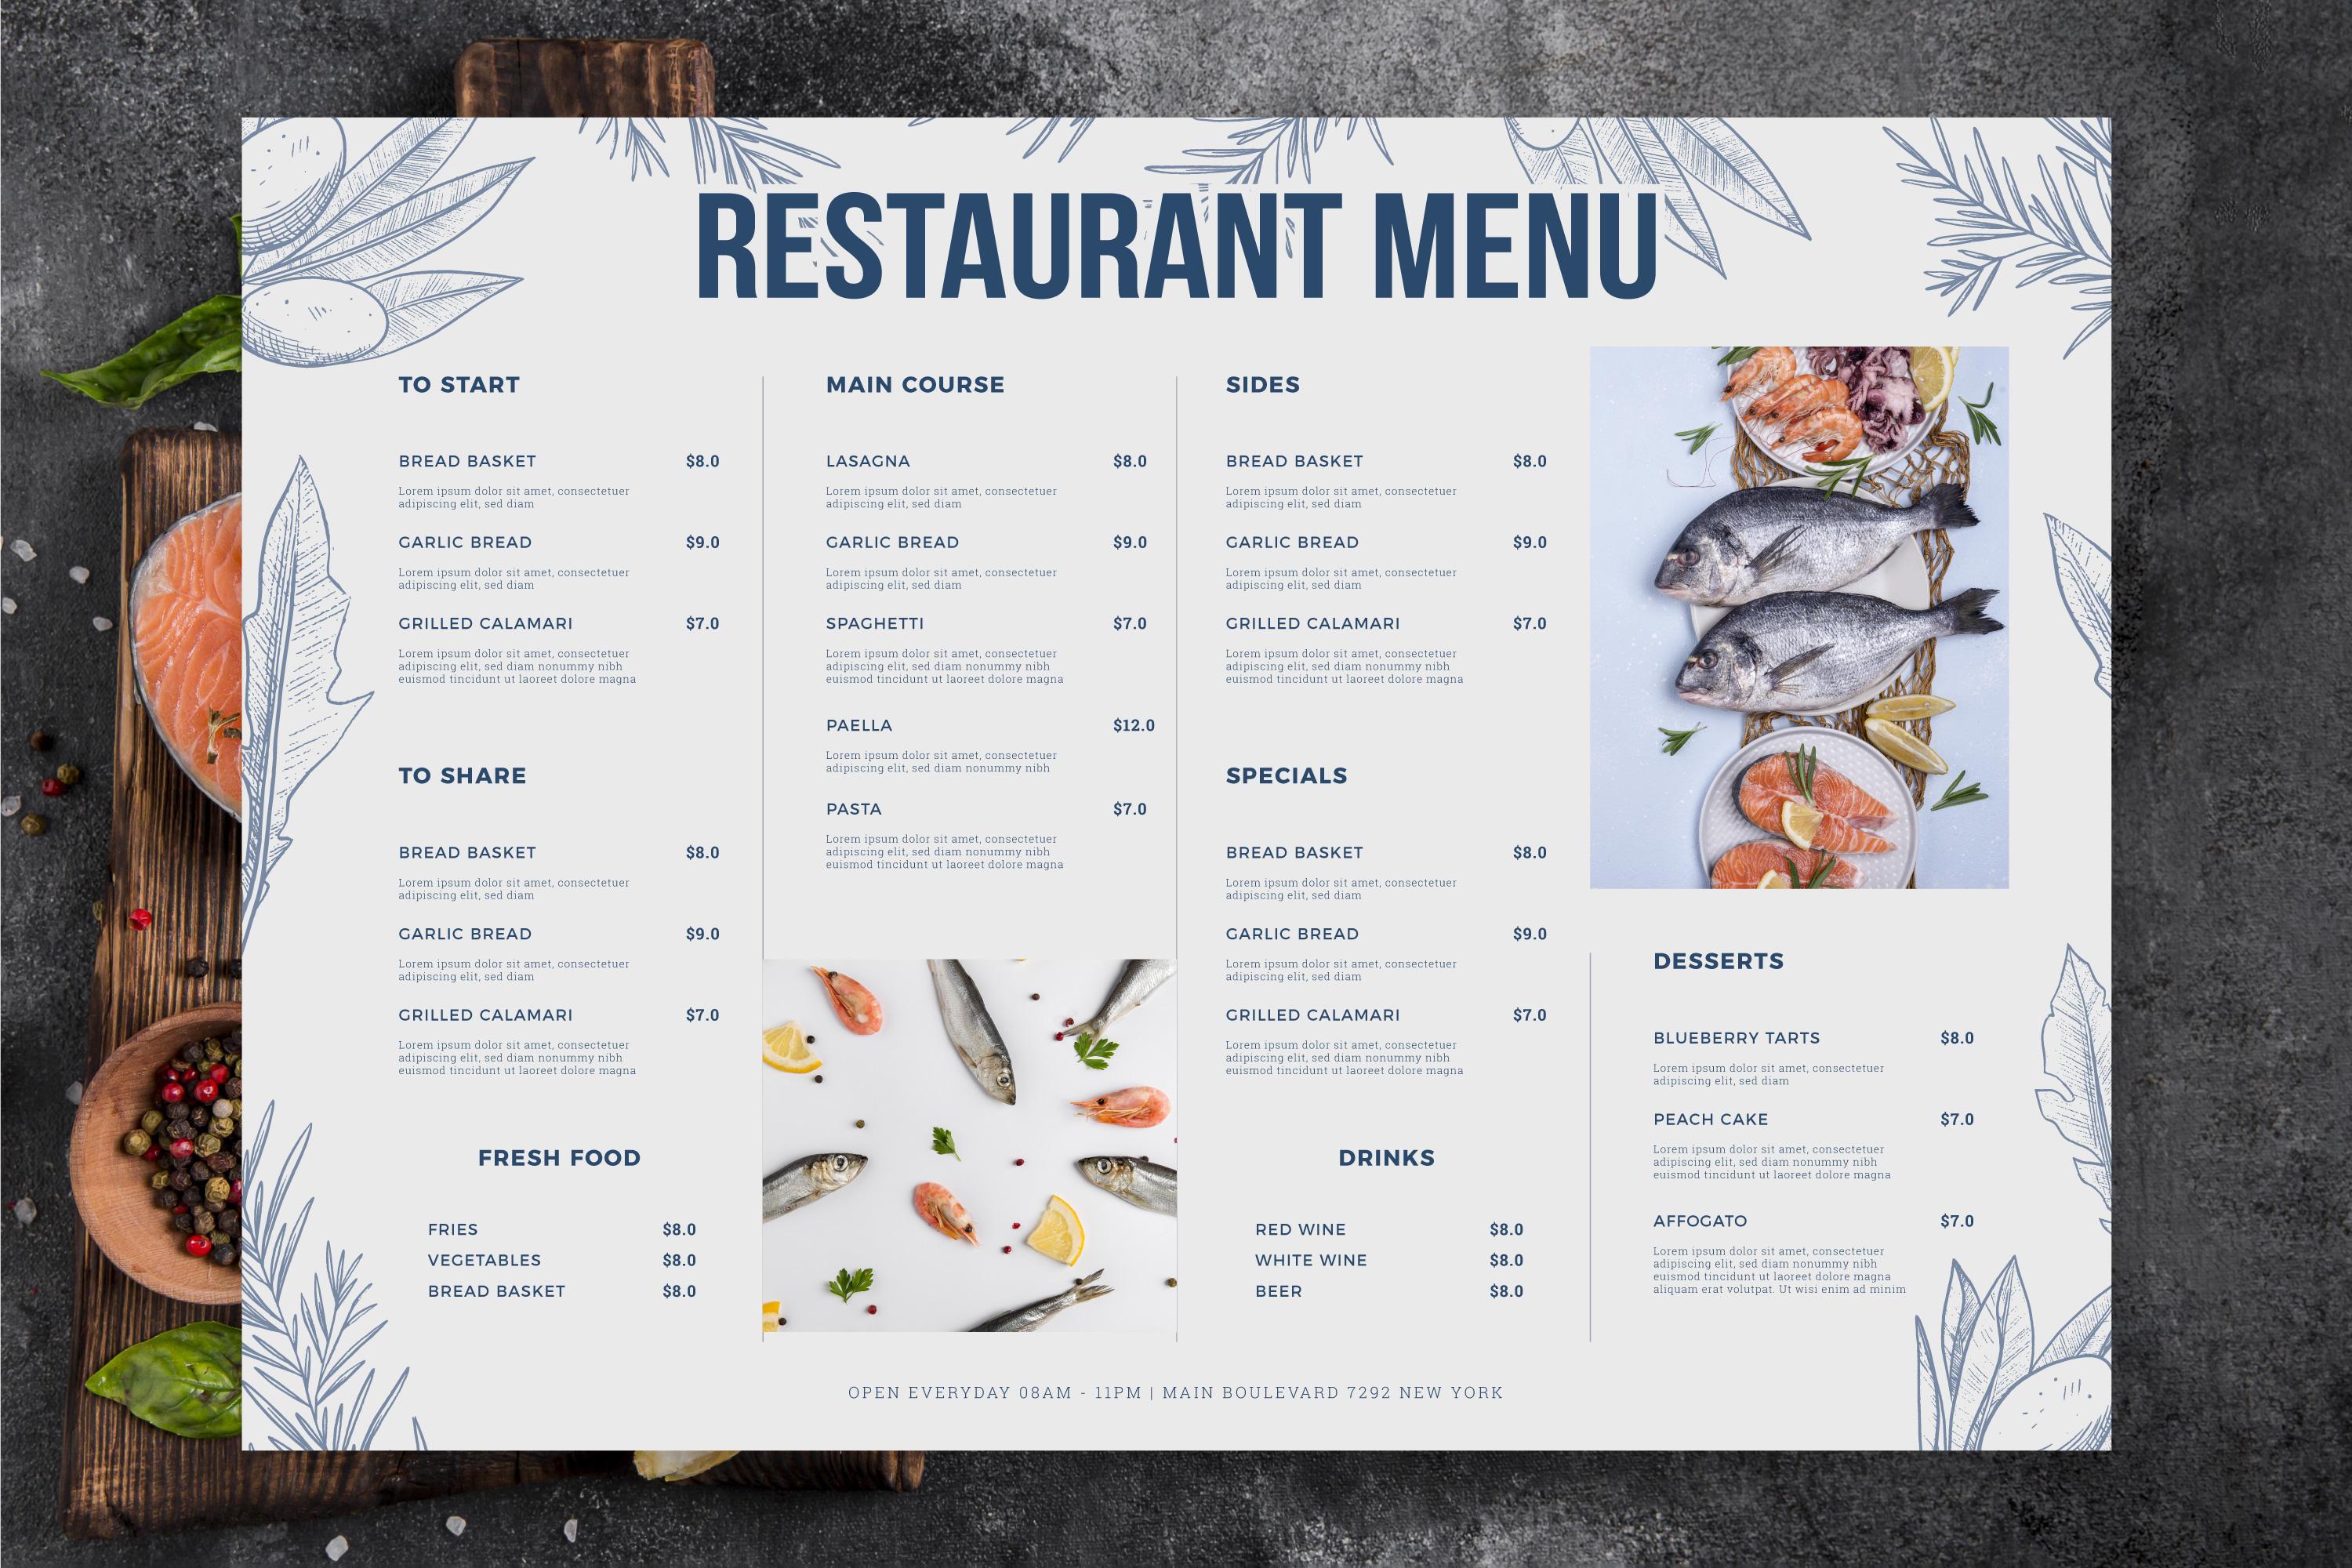 RESTAURANT MENU
TO START
BREAD BASKET $8.0
Lorem ipsum dolor sit amet, consectetuer
adipiscing elit, sed diam
GARLIC BREAD $9.0
Lorem ipsum dolor sit amet, consectetuer
adipiscing elit, sed diam
GRILLED CALAMARI $7.0
Lorem ipsum dolor sit amet, consectetuer
adipiscing elit, sed diam nonummy nibh
euismod tincidunt ut laoreet dolore magna
TO SHARE
BREAD BASKET $8.0
Lorem ipsum dolor sit amet, consectetuer
adipiscing elit, sed diam
GARLIC BREAD $9.0
Lorem ipsum dolor sit amet, consectetuer
adipiscing elit, sed diam
GRILLED CALAMARI $7.0
Lorem ipsum dolor sit amet, consectetuer
adipiscing elit, sed diam nonummy nibh
euismod tincidunt ut laoreet dolore magna
FRESH FOOD
FRIES $8.0
VEGETABLES $8.0
BREAD BASKET $8.0
MAIN COURSE
LASAGNA $8.0
Lorem ipsum dolor sit amet, consectetuer
adipiscing elit, sed diam
GARLIC BREAD $9.0
Lorem ipsum dolor sit amet, consectetuer
adipiscing elit, sed diam
SPAGHETTI $7.0
Lorem ipsum dolor sit amet, consectetuer
adipiscing elit, sed diam nonummy nibh
euismod tincidunt ut laoreet dolore magna
PAELLA $12.0
Lorem ipsum dolor sit amet, consectetuer
adipiscing elit, sed diam nonummy nibh
PASTA $7.0
Lorem ipsum dolor sit amet, consectetuer
adipiscing elit, sed diam nonummy nibh
euismod tincidunt ut laoreet dolore magna
SIDES
BREAD BASKET $8.0
Lorem ipsum dolor sit amet, consectetuer
adipiscing elit, sed diam
GARLIC BREAD $9.0
Lorem ipsum dolor sit amet, consectetuer
adipiscing elit, sed diam
GRILLED CALAMARI $7.0
Lorem ipsum dolor sit amet, consectetuer
adipiscing elit, sed diam nonummy nibh
euismod tincidunt ut laoreet dolore magna
SPECIALS
BREAD BASKET $8.0
Lorem ipsum dolor sit amet, consectetuer
adipiscing elit, sed diam
GARLIC BREAD $9.0
Lorem ipsum dolor sit amet, consectetuer
adipiscing elit, sed diam
GRILLED CALAMARI $7.0
Lorem ipsum dolor sit amet, consectetuer
adipiscing elit, sed diam nonummy nibh
euismod tincidunt ut laoreet dolore magna
DRINKS
RED WINE $8.0
WHITE WINE $8.0
BEER $8.0
DESSERTS
BLUEBERRY TARTS $8.0
Lorem ipsum dolor sit amet, consectetuer
adipiscing elit, sed diam
PEACH CAKE $7.0
Lorem ipsum dolor sit amet, consectetuer
adipiscing elit, sed diam nonummy nibh
euismod tincidunt ut laoreet dolore magna
AFFOGATO $7.0
Lorem ipsum dolor sit amet, consectetuer
adipiscing elit, sed diam nonummy nibh
euismod tincidunt ut laoreet dolore magna
aliquam erat volutpat. Ut wisi enim ad minim
OPEN EVERYDAY 08AM - 11PM | MAIN BOULEVARD 7292 NEW YORK